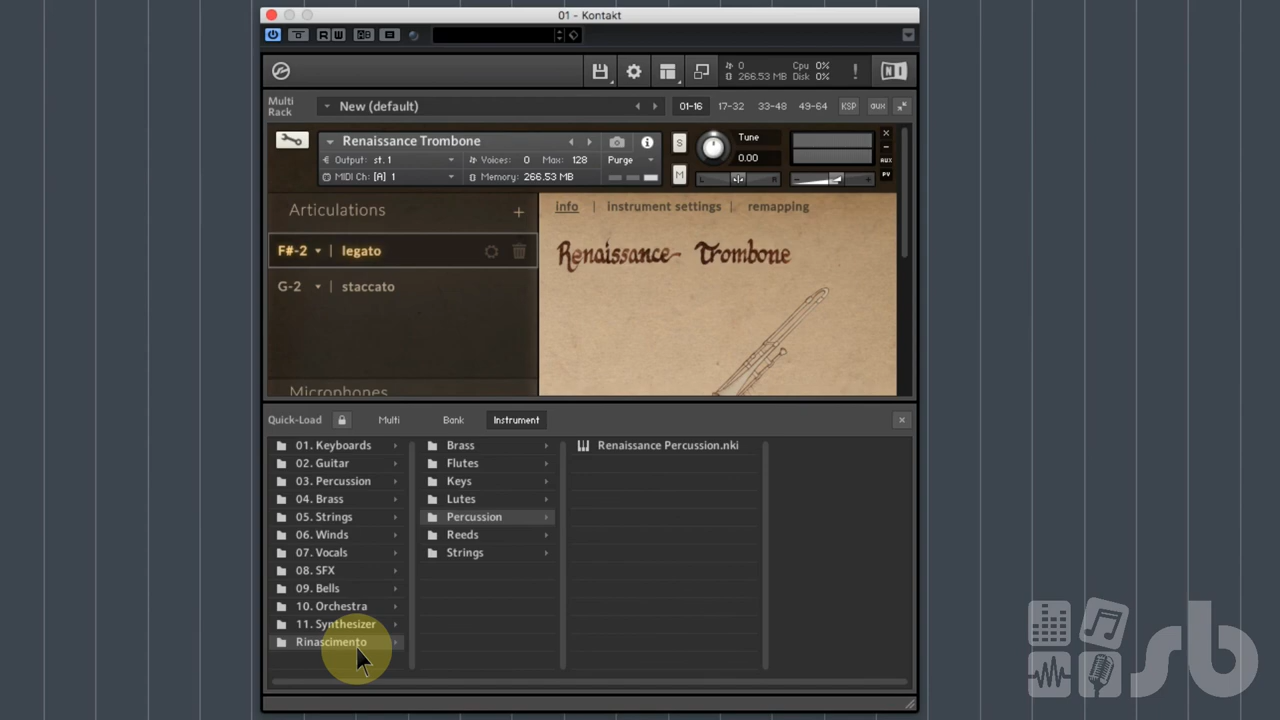 01 - Kontakt
R W
AB
0
266.53 MB
Cpu 0%
Disk 0%
!
Multi
Rack
New (default)
01-16
17-32
33-48
49-64
KSP
aux
Renaissance Trombone
Output: st. 1
Voices: 0
Max: 128
Purge
MIDI Ch: [A] 1
Memory: 266.53 MB
S
M
Tune
0.00
L
R
AUX
PV
Articulations
F#-2 | legato
G-2 | staccato
Microphones
info | instrument settings | remapping
Renaissance Trombone
Quick-Load
Multi
Bank
Instrument
01. Keyboards
02. Guitar
03. Percussion
04. Brass
05. Strings
06. Winds
07. Vocals
08. SFX
09. Bells
10. Orchestra
11. Synthesizer
Rinascimento
Brass
Flutes
Keys
Lutes
Percussion
Reeds
Strings
Renaissance Percussion.nki
sb